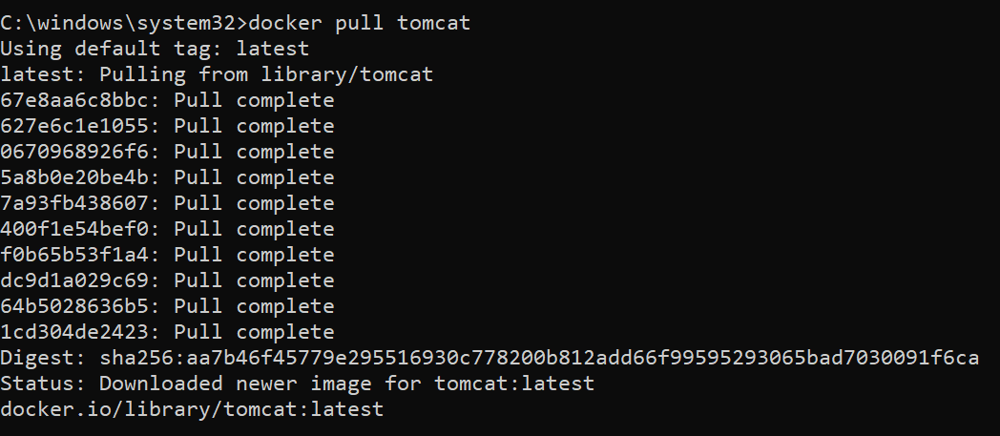 C:\windows\system32>docker pull tomcat
Using default tag: latest
latest: Pulling from library/tomcat
67e8aa6c8bbc: Pull complete
627e6c1e1055: Pull complete
0670968926f6: Pull complete
5a8b0e20be4b: Pull complete
7a93fb438607: Pull complete
400f1e54bef0: Pull complete
f0b65b53f1a4: Pull complete
dc9d1a029c69: Pull complete
64b5028636b5: Pull complete
1cd304de2423: Pull complete
Digest: sha256:aa7b46f45779e295516930c778200b812add66f99595293065bad7030091f6ca
Status: Downloaded newer image for tomcat:latest
docker.io/library/tomcat:latest